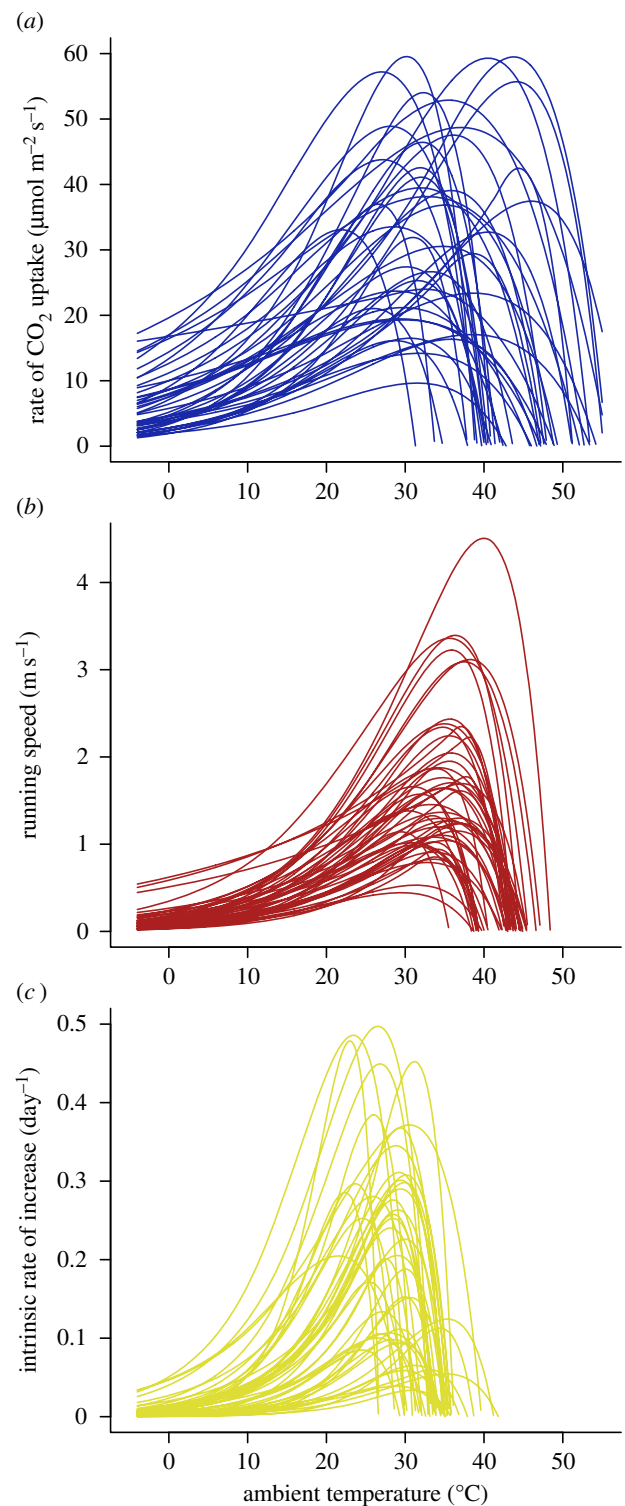 (a)
60
50
40
30
20
10
0
rate of CO2 uptake (µmol m−2 s−1)
0 10 20 30 40 50
(b)
4
3
2
1
0
running speed (m s−1)
0 10 20 30 40 50
(c)
0.5
0.4
0.3
0.2
0.1
0
intrinsic rate of increase (day−1)
0 10 20 30 40 50
ambient temperature (°C)